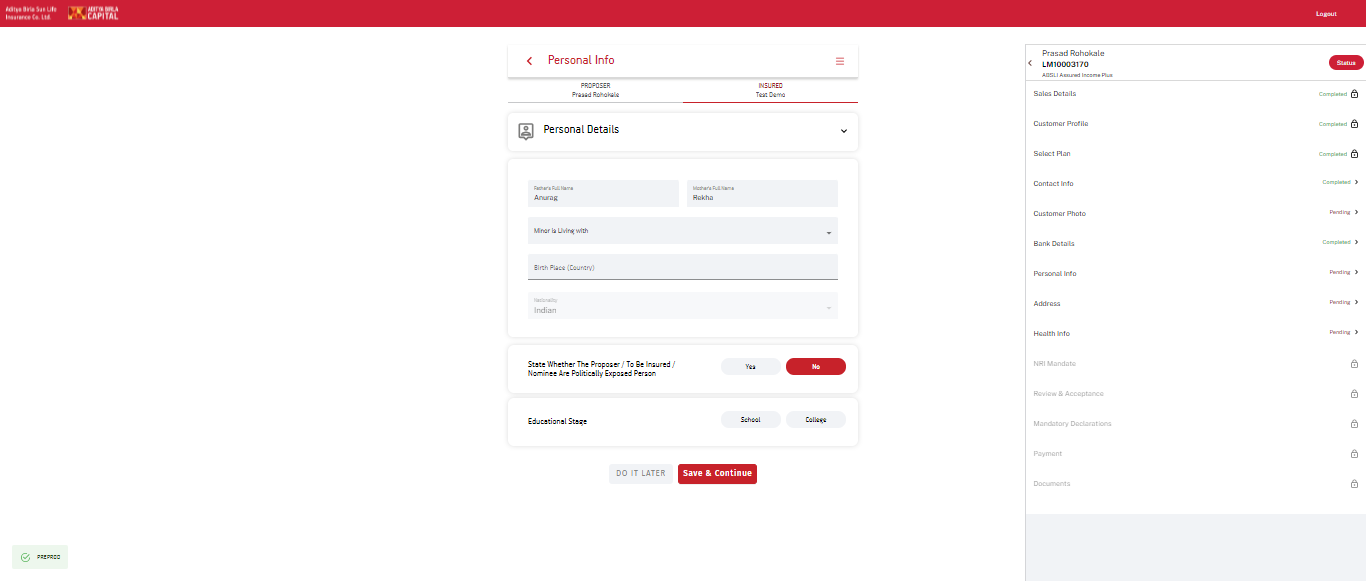 Aditya Birla Sun Life
Insurance Co. Ltd.
ADITYA BIRLA
CAPITAL
Logout
Personal Info
PROPOSER
Prasad Rohokale
INSURED
Test Demo
Personal Details
Father's Full Name
Anurag
Mother's Full Name
Rekha
Minor is Living with
Birth Place (Country)
Nationality
Indian
State Whether The Proposer / To Be Insured /
Nominee Are Politically Exposed Person
Yes
No
Educational Stage
School
College
DO IT LATER
Save & Continue
Prasad Rohokale
LM10003170
ABSLI Assured Income Plus
Status
Sales Details
Completed
Customer Profile
Completed
Select Plan
Completed
Contact Info
Completed
Customer Photo
Pending
Bank Details
Completed
Personal Info
Pending
Address
Pending
Health Info
Pending
NRI Mandate
Review & Acceptance
Mandatory Declarations
Payment
Documents
PREPROD